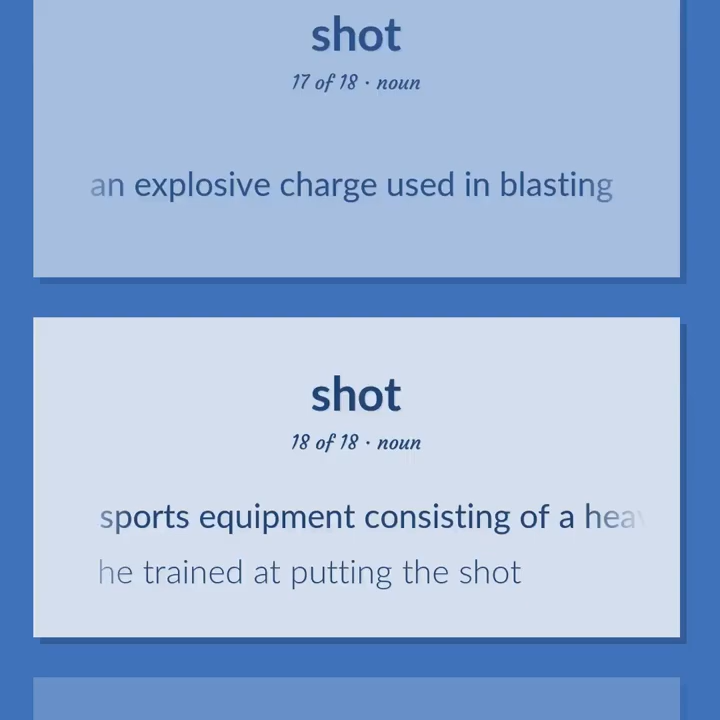 shot
17 of 18 · noun
an explosive charge used in blasting
shot
18 of 18 · noun
sports equipment consisting of a
he trained at putting the shot